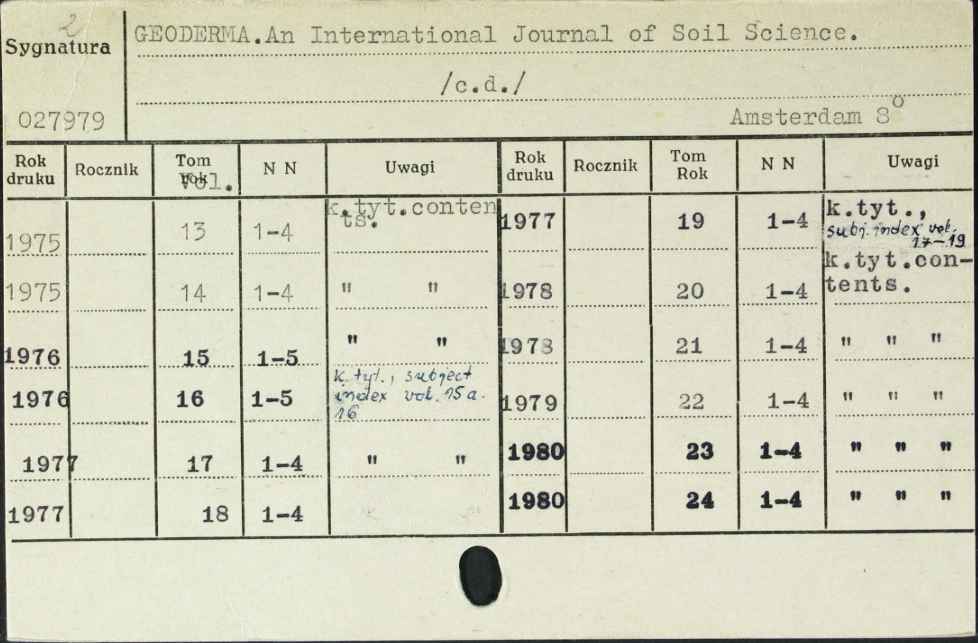 2
Sygnatura
GEODERMA.An International Journal of Soil Science.
/c.d./
027979
Amsterdam 8°
Rok druku Rocznik Tom Rok Vol. N N Uwagi Rok druku Rocznik Tom Rok N N Uwagi
1975 13 1-4 k.tyt.contents.
1975 14 1-4 " "
1976 15 1-5 " "
1976 16 1-5 k.tyt., subject index vol. 15 a. 16
1977 17 1-4 " "
1977 18 1-4
1977 19 1-4 k.tyt., subj. index vol. 17-19
1978 20 1-4 k.tyt.con-
tents.
1978 21 1-4 " " "
1979 22 1-4 " " "
1980 23 1-4 " " "
1980 24 1-4 " " "